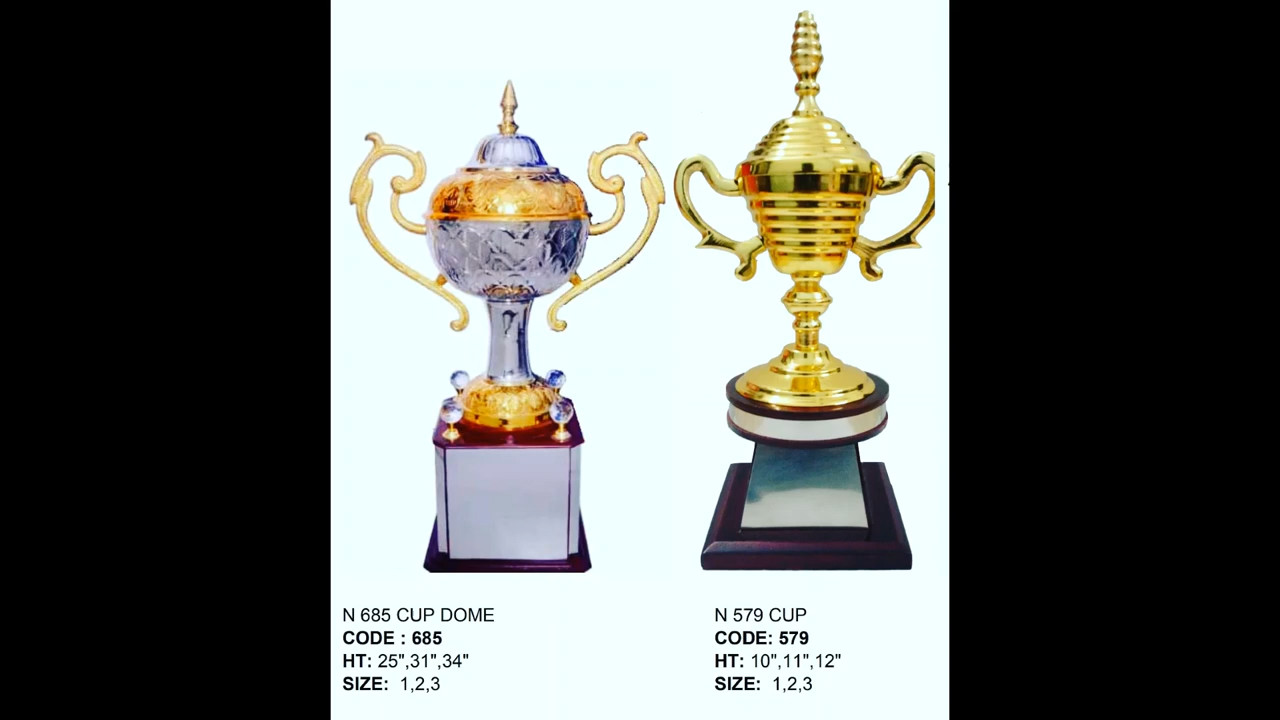 N 685 CUP DOME
CODE : 685
HT: 25",31",34"
SIZE:  1,2,3
N 579 CUP
CODE: 579
HT: 10",11",12"
SIZE:  1,2,3